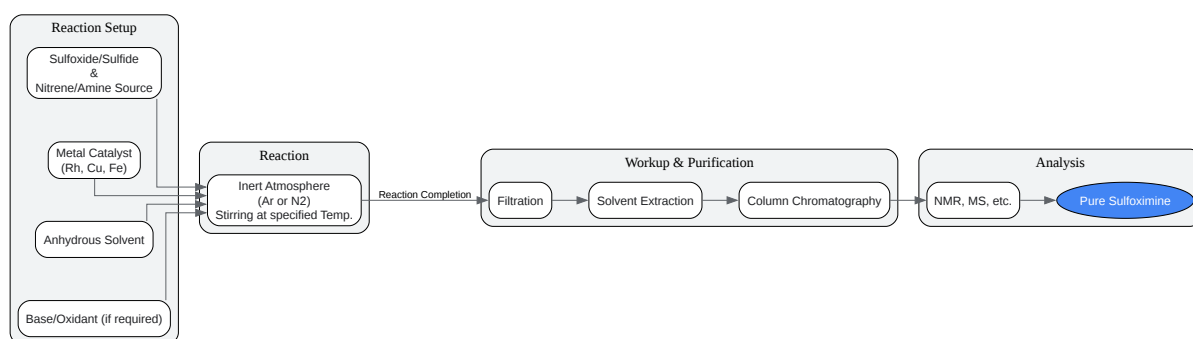 Reaction Setup
Sulfoxide/Sulfide
&
Nitrene/Amine Source
Metal Catalyst
(Rh, Cu, Fe)
Anhydrous Solvent
Base/Oxidant (if required)
Reaction
Inert Atmosphere
(Ar or N2)
Stirring at specified Temp.
Reaction Completion
Workup & Purification
Filtration
Solvent Extraction
Column Chromatography
Analysis
NMR, MS, etc.
Pure Sulfoximine